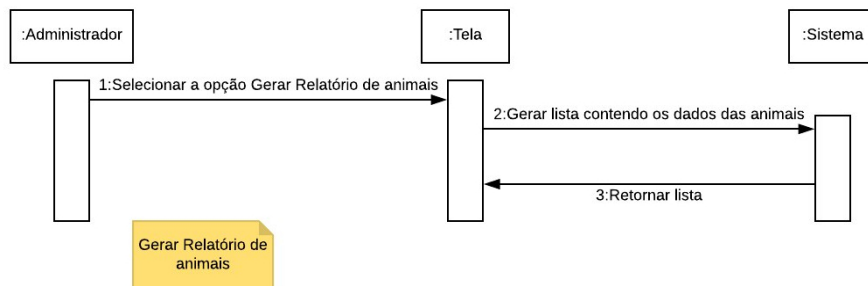 :Administrador
:Tela
:Sistema
1:Selecionar a opção Gerar Relatório de animais
2:Gerar lista contendo os dados das animais
3:Retornar lista
Gerar Relatório de
animais